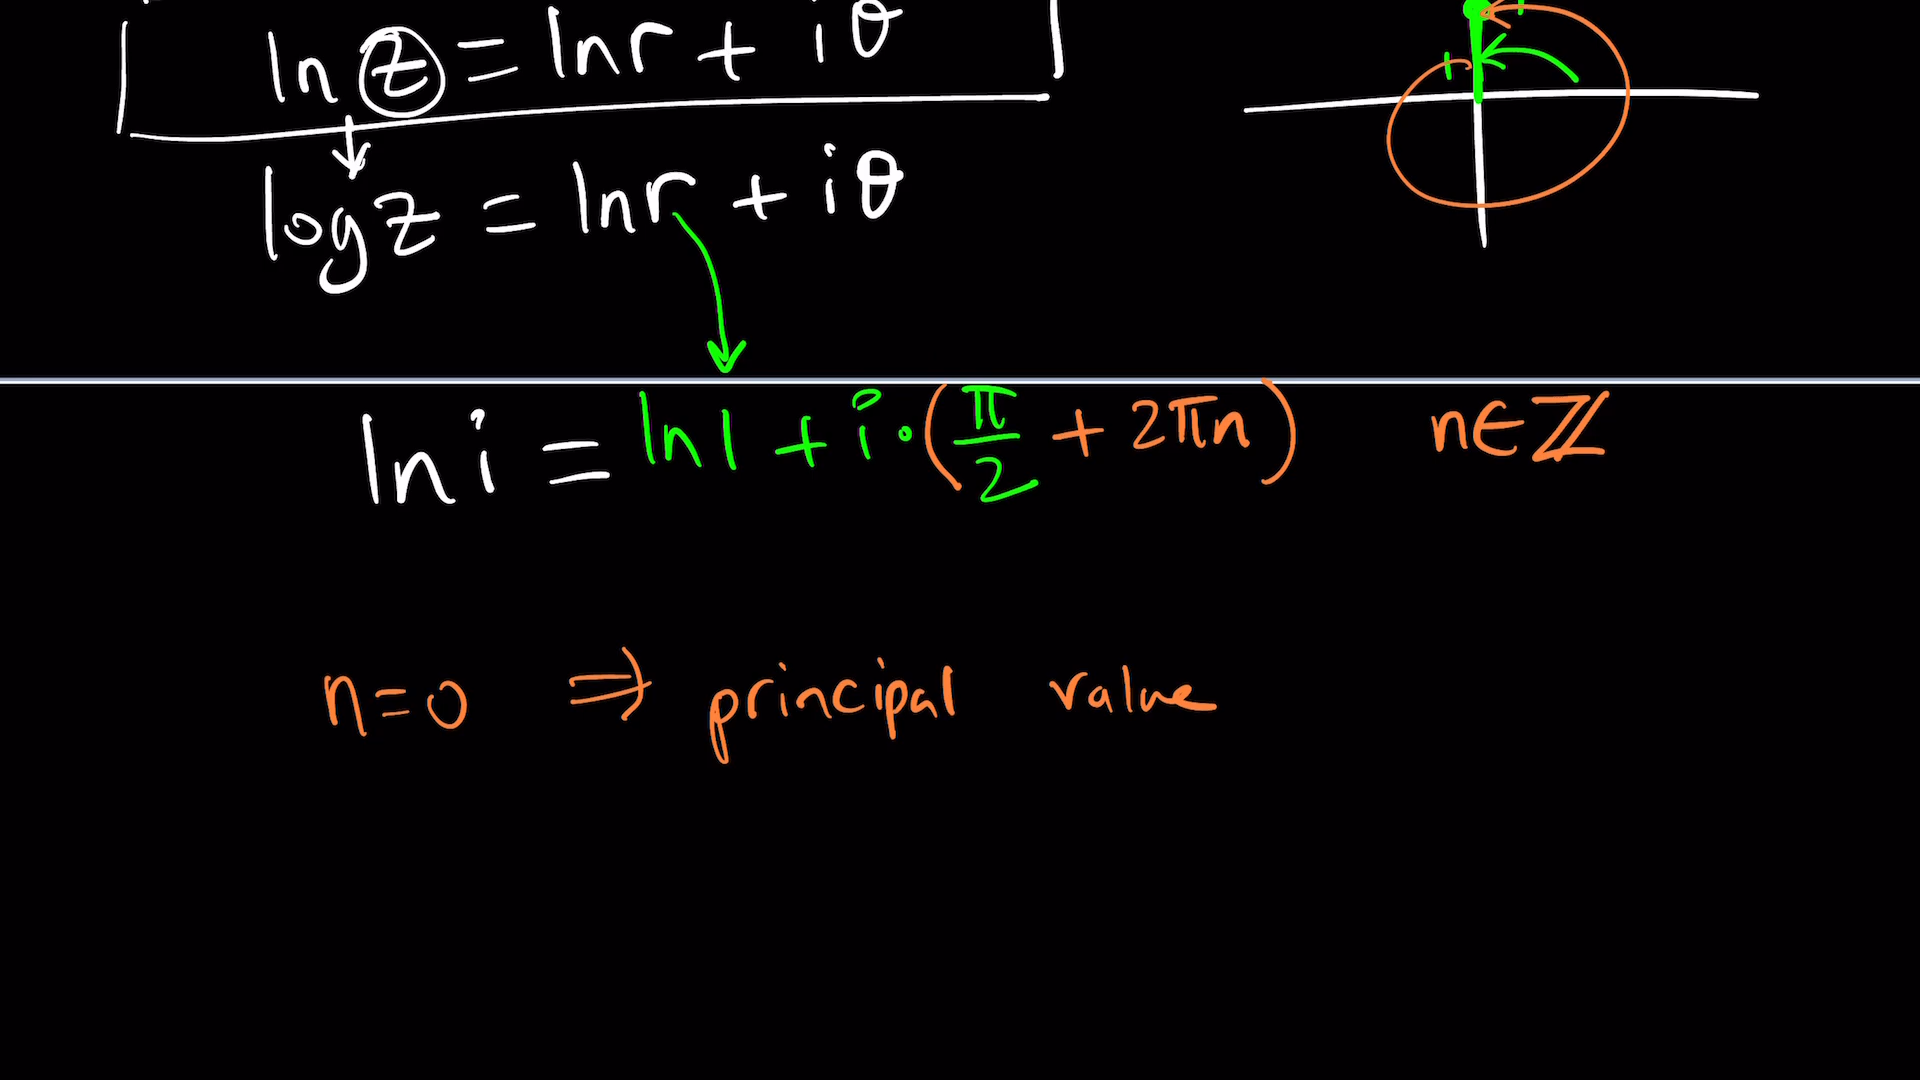 ln z = ln r + iθ
log z = ln r + iθ
ln i = ln 1 + i · (π/2 + 2πn) n ∈ ℤ
n = 0 ⇒ principal value